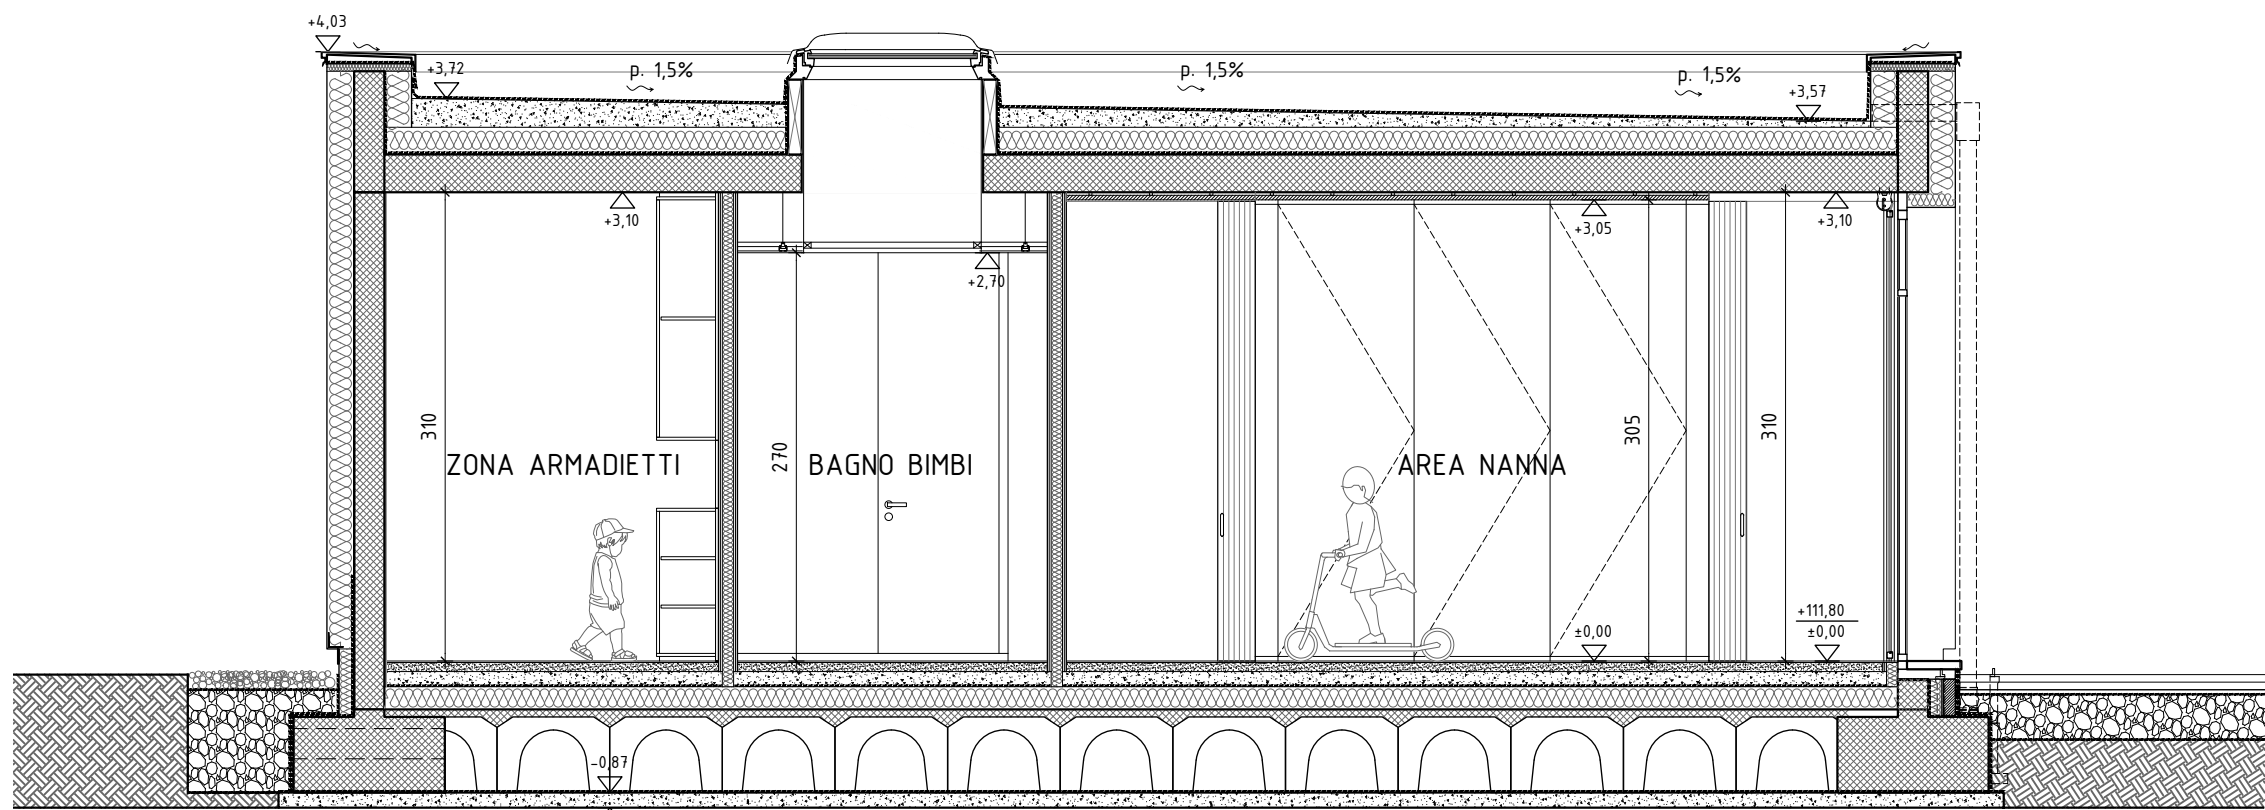 +4,03
+3,72
p. 1,5%
p. 1,5%
p. 1,5%
+3,57
+3,10
+2,70
+3,05
+3,10
310
270
305
310
ZONA ARMADIETTI
BAGNO BIMBI
AREA NANNA
±0,00
+111,80
±0,00
-0,87